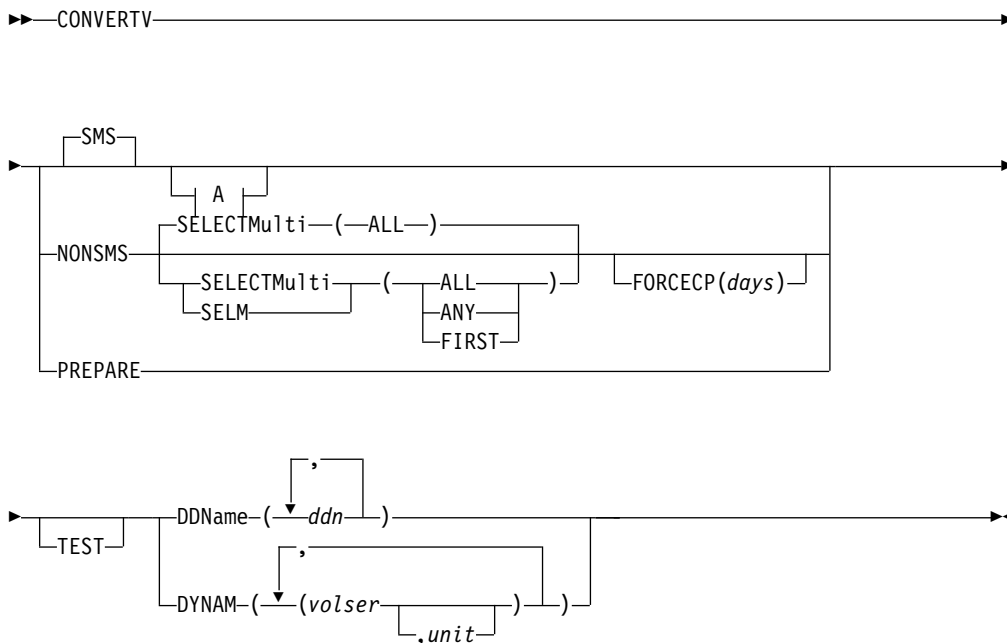 CONVERTV
SMS
A
SELECTMulti ( ALL )
NONSMS
SELECTMulti ( ALL )
FORCECP(days)
SELM ANY
FIRST
PREPARE
,
DDName ( ddn )
TEST
,
DYNAM ( (volser ) )
,unit